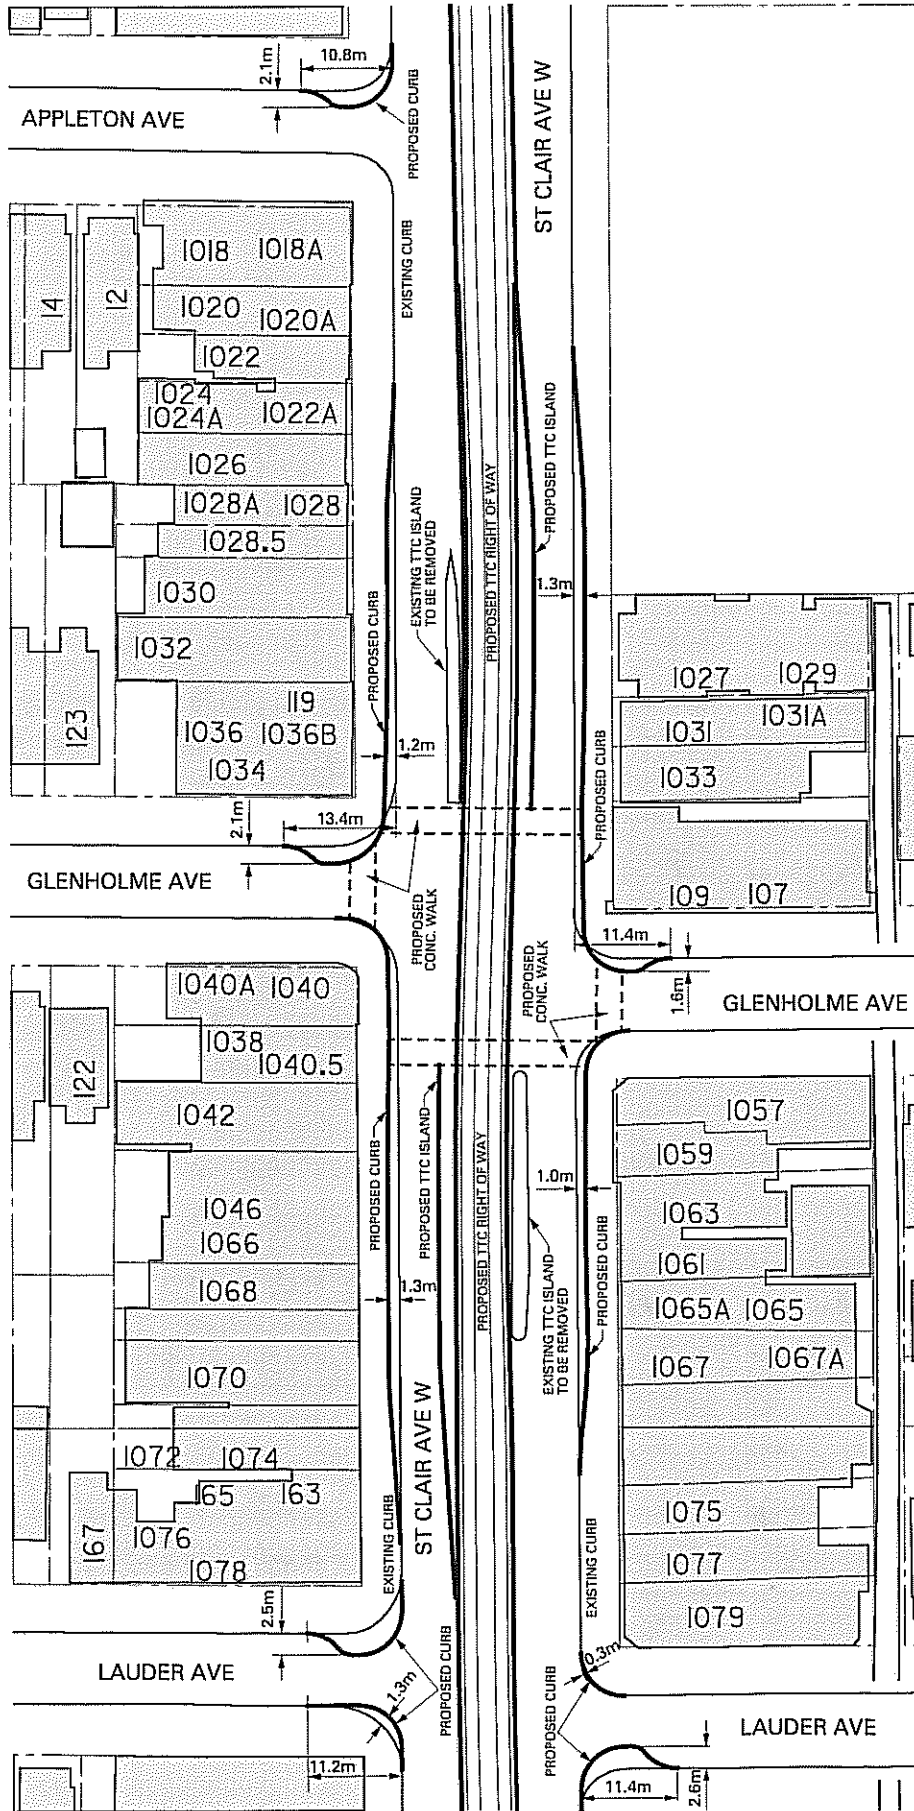 10.8m
2.1m
APPLETON AVE
PROPOSED CURB
ST CLAIR AVE W
EXISTING CURB
1018 1018A
14
12
1020 1020A
1022
1024
1024A 1022A
1026
1028A 1028
1028.5
1030
1032
123
119
1036 1036B
1034
PROPOSED CURB
EXISTING TTC ISLAND
TO BE REMOVED
PROPOSED TTC RIGHT OF WAY
PROPOSED TTC ISLAND
1.3m
1.2m
1027 1029
1031 1031A
1033
109 107
PROPOSED CURB
2.1m
13.4m
GLENHOLME AVE
PROPOSED
CONC. WALK
PROPOSED
CONC. WALK
11.4m
1.6m
GLENHOLME AVE
1040A 1040
1038
1040.5
122
1042
1046
1066
1068
1070
1072 1074
165 163
167
1076
1078
PROPOSED CURB
PROPOSED TTC ISLAND
PROPOSED TTC RIGHT OF WAY
1.0m
1.3m
EXISTING TTC ISLAND
TO BE REMOVED
PROPOSED CURB
1057
1059
1063
1061
1065A 1065
1067 1067A
1075
1077
1079
ST CLAIR AVE W
EXISTING CURB
EXISTING CURB
2.5m
LAUDER AVE
PROPOSED CURB
1.3m
11.2m
0.3m
PROPOSED CURB
LAUDER AVE
11.4m
2.6m